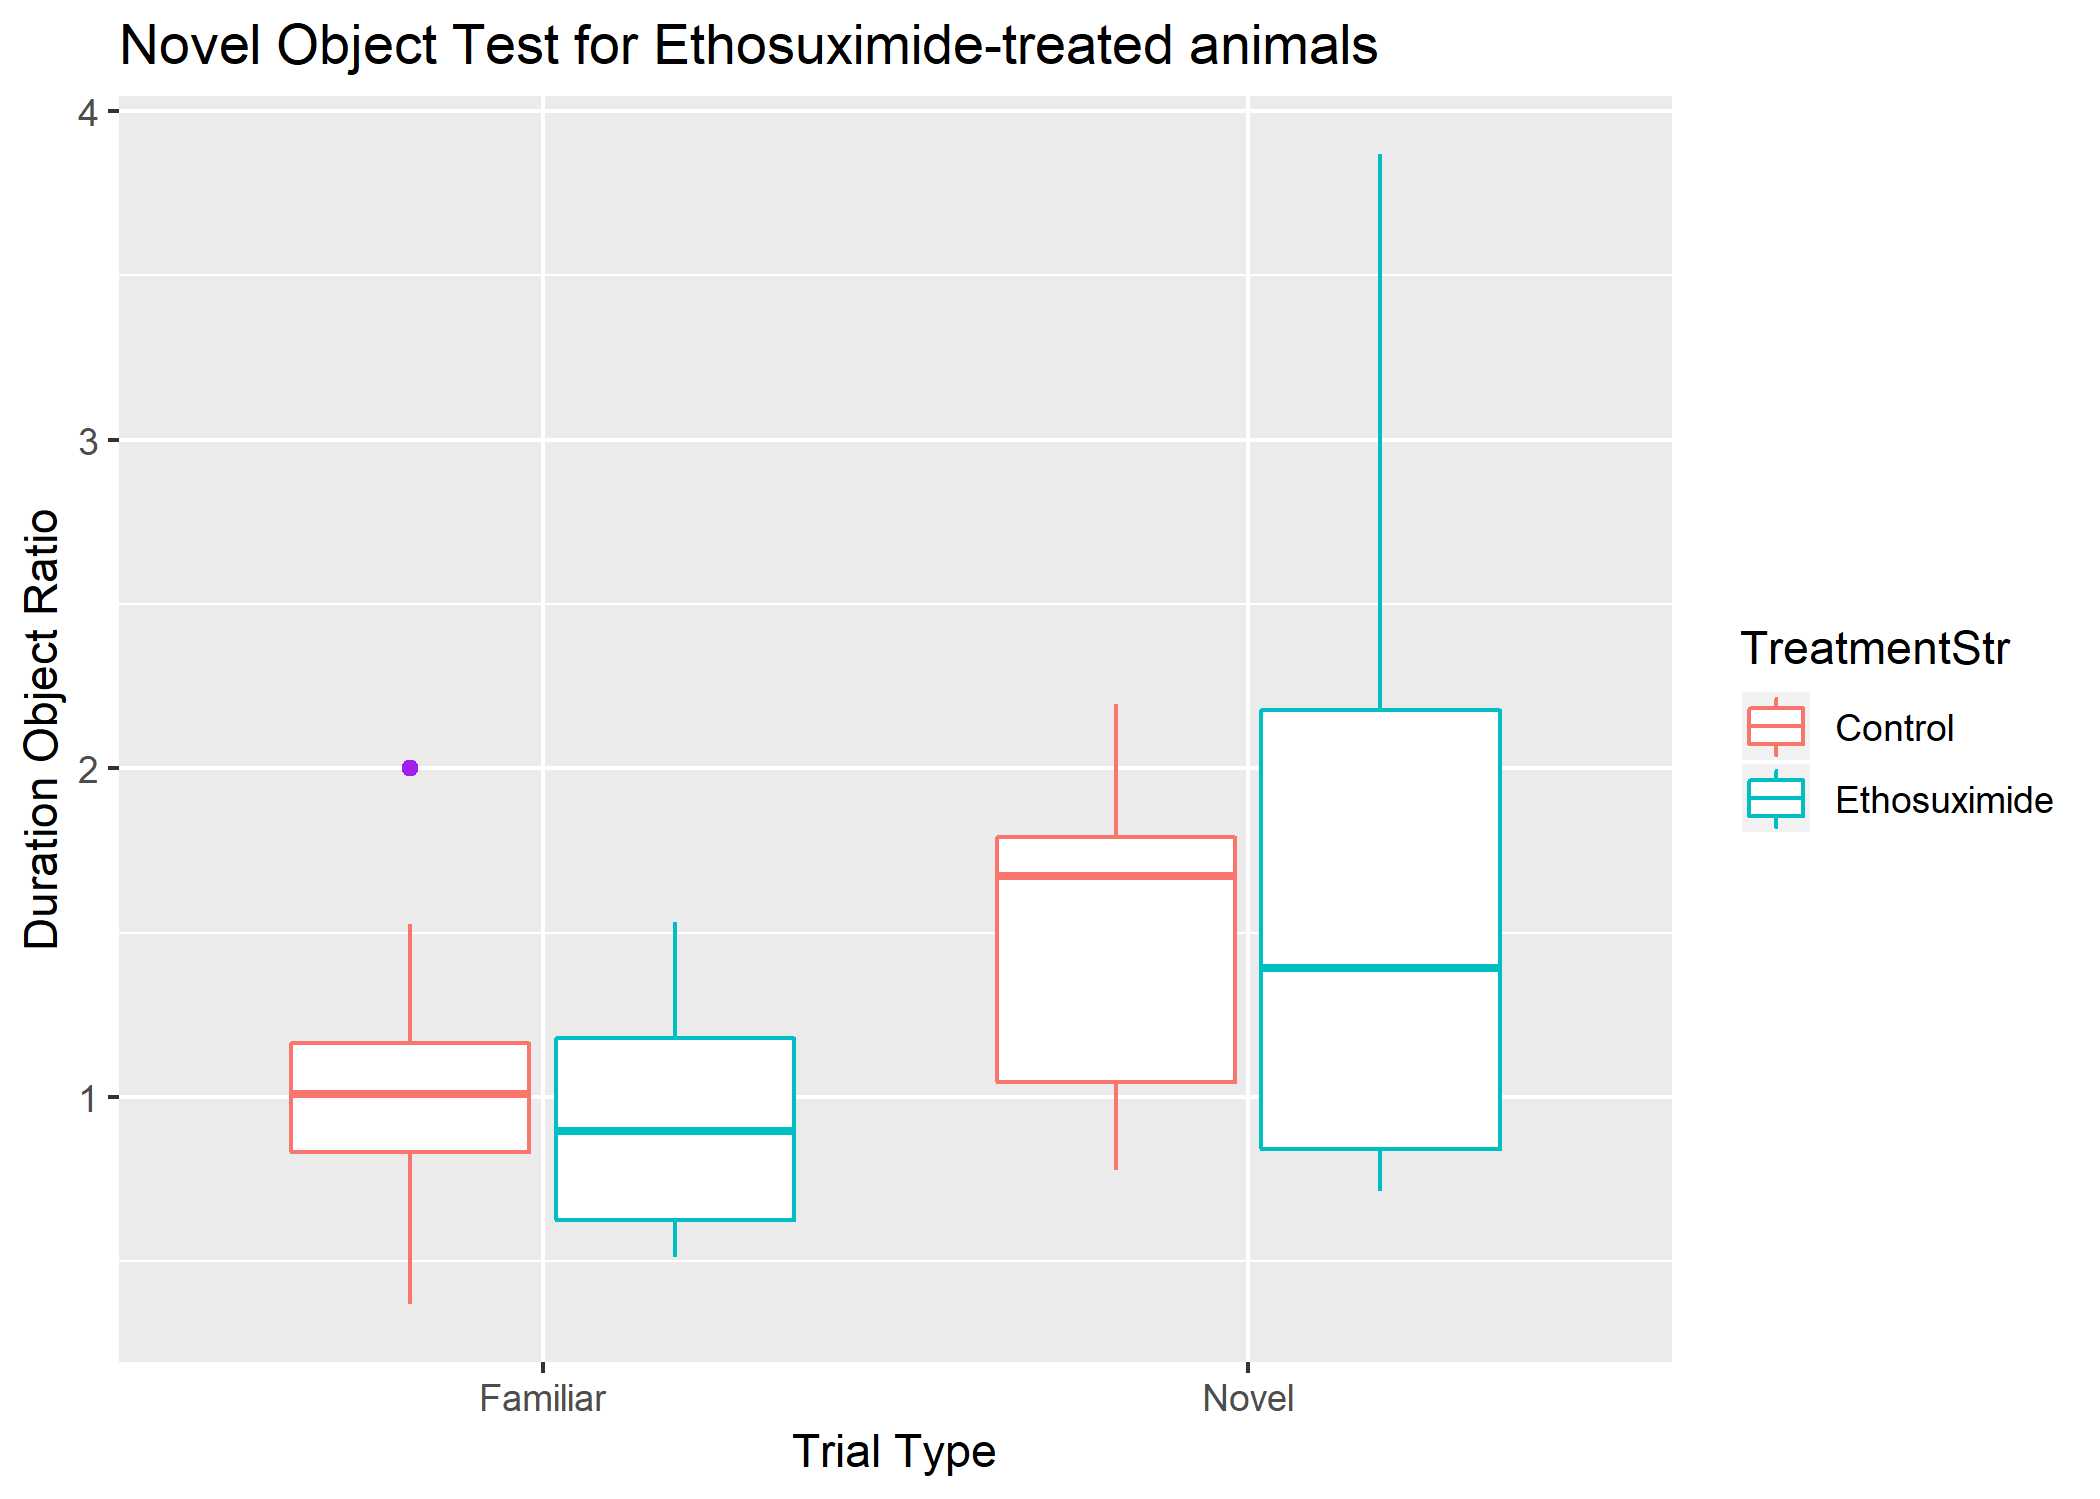 Novel Object Test for Ethosuximide-treated animals
4
3
2
1
Duration Object Ratio
Familiar
Novel
Trial Type
TreatmentStr
Control
Ethosuximide